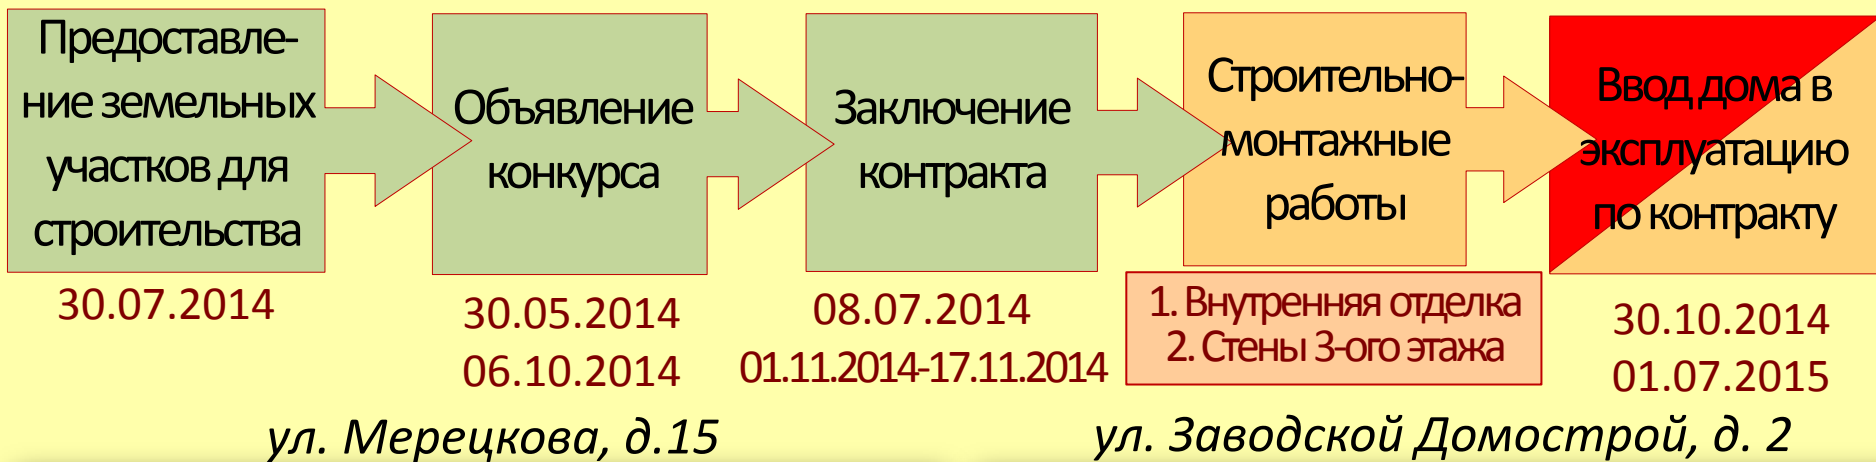 Предоставле-
ние земельных
участков для
строительства
Объявление
конкурса
Заключение
контракта
Строительно-
монтажные
работы
Ввод дома в
эксплуатацию
по контракту
30.07.2014
30.05.2014
06.10.2014
08.07.2014
01.11.2014-17.11.2014
1. Внутренняя отделка
2. Стены 3-ого этажа
30.10.2014
01.07.2015
ул. Мерецкова, д.15
ул. Заводской Домострой, д. 2